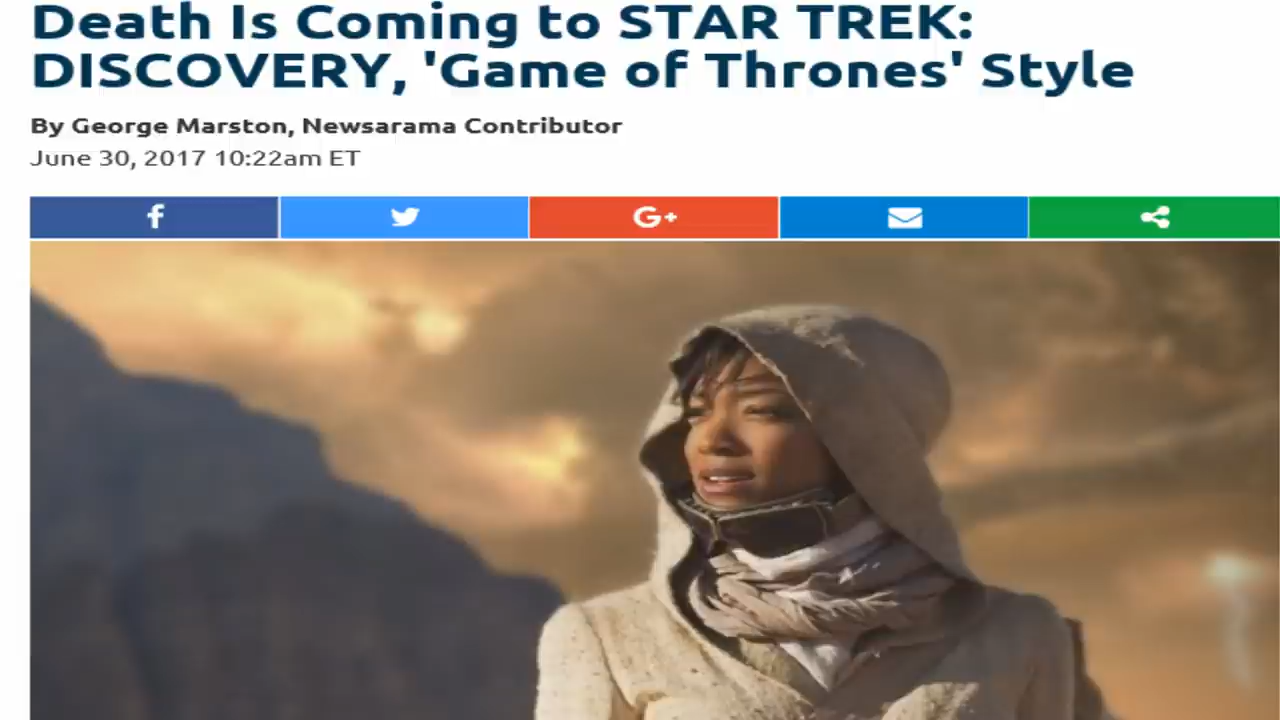 Death Is Coming to STAR TREK:
DISCOVERY, 'Game of Thrones' Style
By George Marston, Newsarama Contributor
June 30, 2017 10:22am ET
f
G+